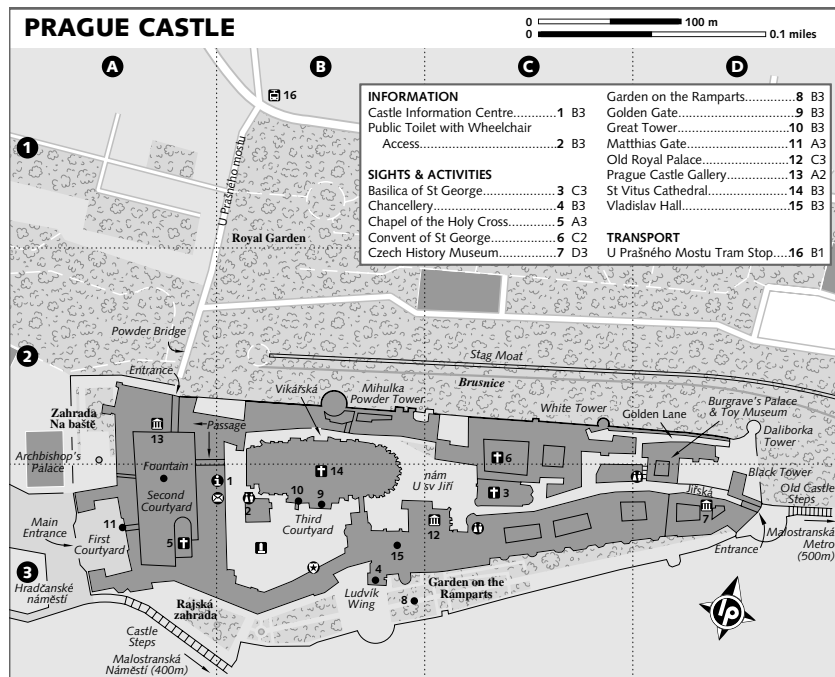 PRAGUE CASTLE
0 100 m
0 0.1 miles
A B C D
1
2
3
INFORMATION
Castle Information Centre............1 B3
Public Toilet with Wheelchair
Access...................................2 B3
SIGHTS & ACTIVITIES
Basilica of St George..................3 C3
Chancellery................................4 B3
Chapel of the Holy Cross............5 A3
Convent of St George.................6 C2
Czech History Museum...............7 D3
Garden on the Ramparts.............8 B3
Golden Gate...............................9 B3
Great Tower.............................10 B3
Matthias Gate..........................11 A3
Old Royal Palace......................12 C3
Prague Castle Gallery...............13 A2
St Vitus Cathedral....................14 B3
Vladislav Hall...........................15 B3
TRANSPORT
U Prašného Mostu Tram Stop....16 B1
16
U Prašného mostu
Royal Garden
Powder Bridge
Entrance
Stag Moat
Brusnice
Vikářská
Mihulka
Powder Tower
White Tower
Golden Lane
Burgrave's Palace
& Toy Museum
Daliborka
Tower
Zahrada
Na baště
Passage
13
Archbishop's
Palace
Fountain
14
nám
U sv Jiří
6
3
Black Tower
Old Castle
Steps
Second
Courtyard
1
2
10
9
Third
Courtyard
Jiřská
7
Main
Entrance
11
First
Courtyard
5
12
15
4
Entrance
Malostranská
Metro
(500m)
Hradčanské
náměstí
Rajská
zahrada
Ludvík
Wing
8
Garden on the
Ramparts
Castle
Steps
Malostranská
Náměstí (400m)
lp